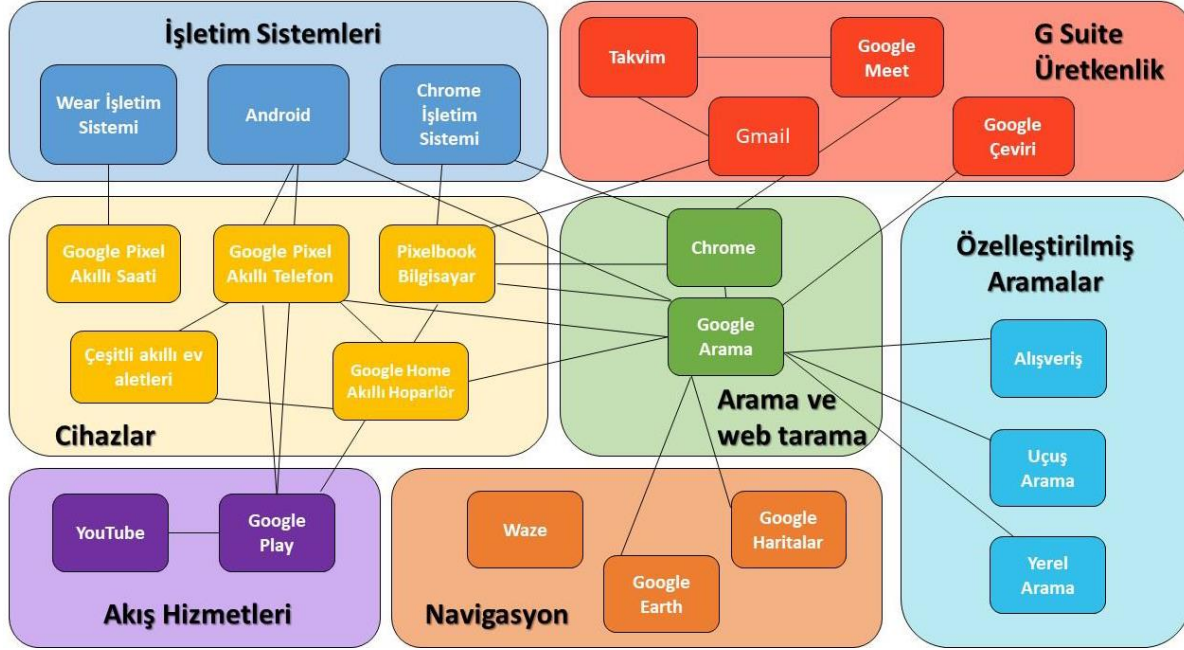 İşletim Sistemleri
Wear İşletim
Sistemi
Android
Chrome
İşletim
Sistemi
G Suite
Üretkenlik
Takvim
Google
Meet
Gmail
Google
Çeviri
Google Pixel
Akıllı Saati
Google Pixel
Akıllı Telefon
Pixelbook
Bilgisayar
Çeşitli akıllı ev
aletleri
Google Home
Akıllı Hoparlör
Cihazlar
Chrome
Google
Arama
Arama ve
web tarama
Özelleştirilmiş
Aramalar
Alışveriş
Uçuş
Arama
Yerel
Arama
YouTube
Google
Play
Akış Hizmetleri
Waze
Google
Haritalar
Google
Earth
Navigasyon